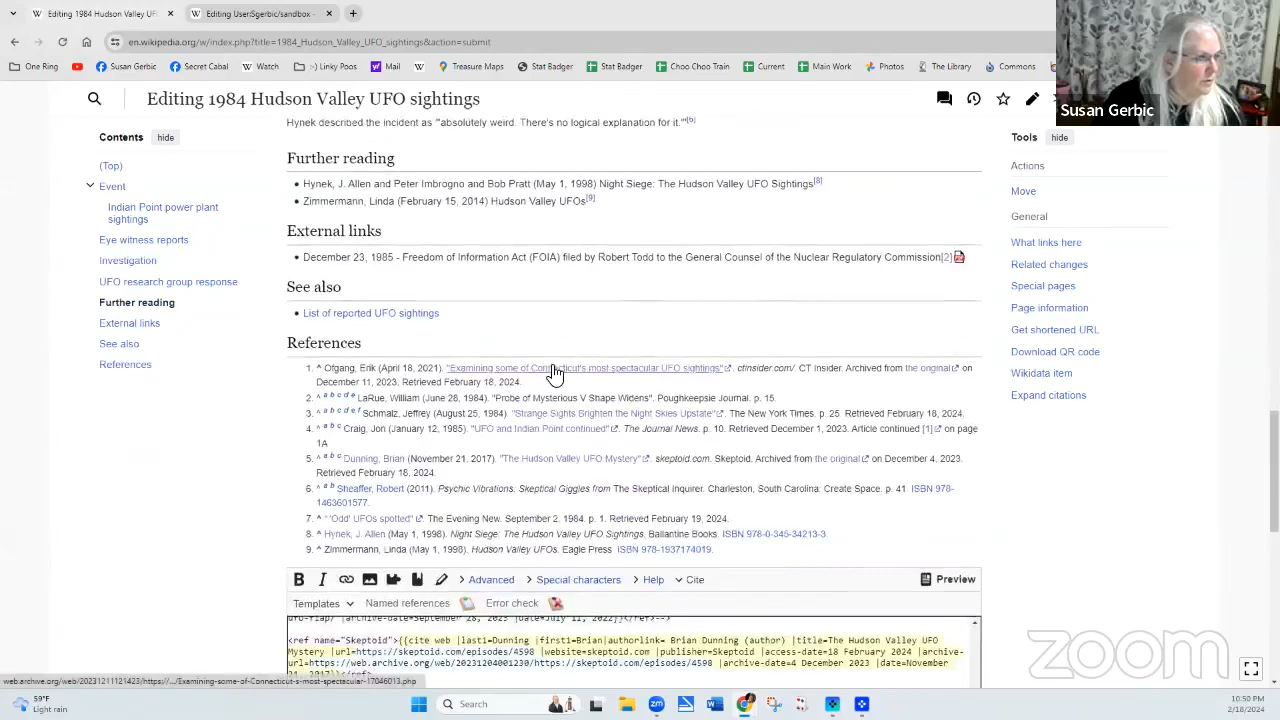 1984 Hudson Valley UFO
Editing UserSgerbic/sandbox -
en.wikipedia.org/w/index.php?title=1984_Hudson_Valley_UFO_sightings&action=submit
One Ring
Susan Gerbic
Secret Cabal
Watch
:-) Linky Poos
Mail
Treasure Maps
Stat Badger
Stat Badger
Choo Choo Train
Current
Main Work
Photos
The Lightning
Commons
Susan Gerbic
Editing 1984 Hudson Valley UFO sightings
Contents hide
(Top)
Event
Indian Point power plant
sightings
Eye witness reports
Investigation
UFO research group response
Further reading
External links
See also
References
Hynek described the incident as "'absolutely weird. There's no logical explanation for it."'[6]
Further reading
• Hynek, J. Allen and Peter Imbrogno and Bob Pratt (May 1, 1998) Night Siege: The Hudson Valley UFO Sightings[8]
• Zimmermann, Linda (February 15, 2014) Hudson Valley UFOs[9]
External links
• December 23, 1985 - Freedom of Information Act (FOIA) filed by Robert Todd to the General Counsel of the Nuclear Regulatory Commission[2]
See also
• List of reported UFO sightings
References
1. ^ Ofgang, Erik (April 18, 2021). "Examining some of Connecticut's most spectacular UFO sightings". ctinsider.com/. CT Insider. Archived from the original on
December 11, 2023. Retrieved February 18, 2024.
2. ^ a b c d e LaRue, William (June 28, 1984). "Probe of Mysterious V Shape Widens". Poughkeepsie Journal. p. 15.
3. ^ a b c d e f Schmalz, Jeffrey (August 25, 1984). "Strange Sights Brighten the Night Skies Upstate". The New York Times. p. 25. Retrieved February 18, 2024.
4. ^ a b c Craig, Jon (January 12, 1985). "UFO and Indian Point continued". The Journal News. p. 10. Retrieved December 1, 2023. Article continued [1] on page
1A
5. ^ a b c Dunning, Brian (November 21, 2017). "The Hudson Valley UFO Mystery". skeptoid.com. Skeptoid. Archived from the original on December 4, 2023.
Retrieved February 18, 2024.
6. ^ a b Sheaffer, Robert (2011). Psychic Vibrations: Skeptical Giggles from The Skeptical Inquirer. Charleston, South Carolina: Create Space. p. 41 ISBN 978-
1463601577.
7. ^ "'Odd' UFOs spotted". The Evening New. September 2. 1984. p. 1. Retrieved February 19, 2024.
8. ^ Hynek, J. Allen (May 1, 1998). Night Siege: The Hudson Valley UFO Sightings. Ballantine Books. ISBN 978-0-345-34213-3.
9. ^ Zimmermann, Linda (May 1, 1998). Hudson Valley UFOs. Eagle Press ISBN 978-1937174019.
Tools hide
Actions
Move
General
What links here
Related changes
Special pages
Page information
Get shortened URL
Download QR code
Wikidata item
Expand citations
B I Advanced Special characters Help Cite Preview
Templates Named references Error check
ufo-flap/ |archive-date=September 28, 2023 |date=July 11, 2022}}</ref>-->
<ref name="Skeptoid">{{cite web |last1=Dunning |first1=Brian|authorlink= Brian Dunning (author) |title=The Hudson Valley UFO
Mystery |url=https://skeptoid.com/episodes/4598 |website=skeptoid.com |publisher=Skeptoid |access-date=18 February 2024 |archive-
url=https://web.archive.org/web/20231204001230/https://skeptoid.com/episodes/4598 |archive-date=4 December 2023 |date=November
web.archive.org/web/20231211121423/https://.../Examining-some-of-Connecticut-s-most-spectacular-17046013.php
zoom
59°F
Light rain
Search
10:50 PM
2/18/2024